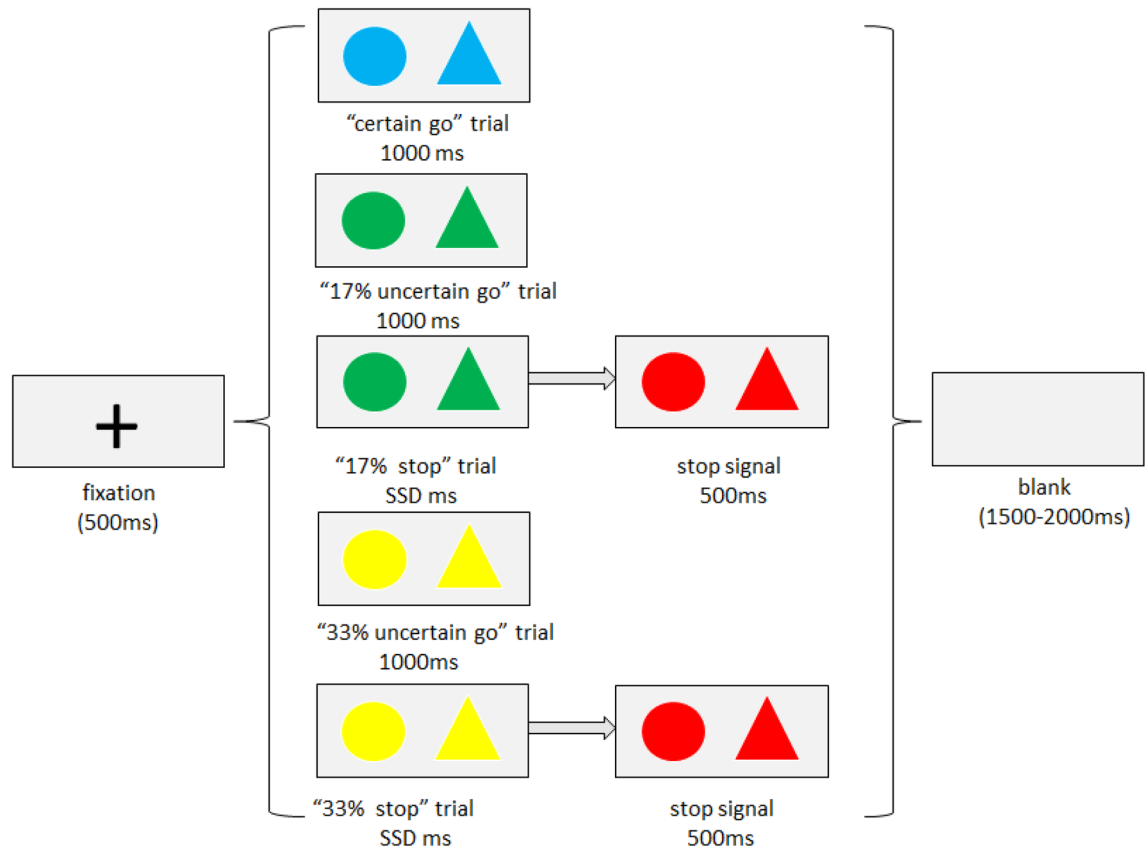 “certain go” trial
1000 ms
“17% uncertain go” trial
1000 ms
“17%  stop” trial
SSD ms
stop signal
500ms
fixation
(500ms)
blank
(1500-2000ms)
“33% uncertain go” trial
1000ms
“33%  stop” trial
SSD ms
stop signal
500ms